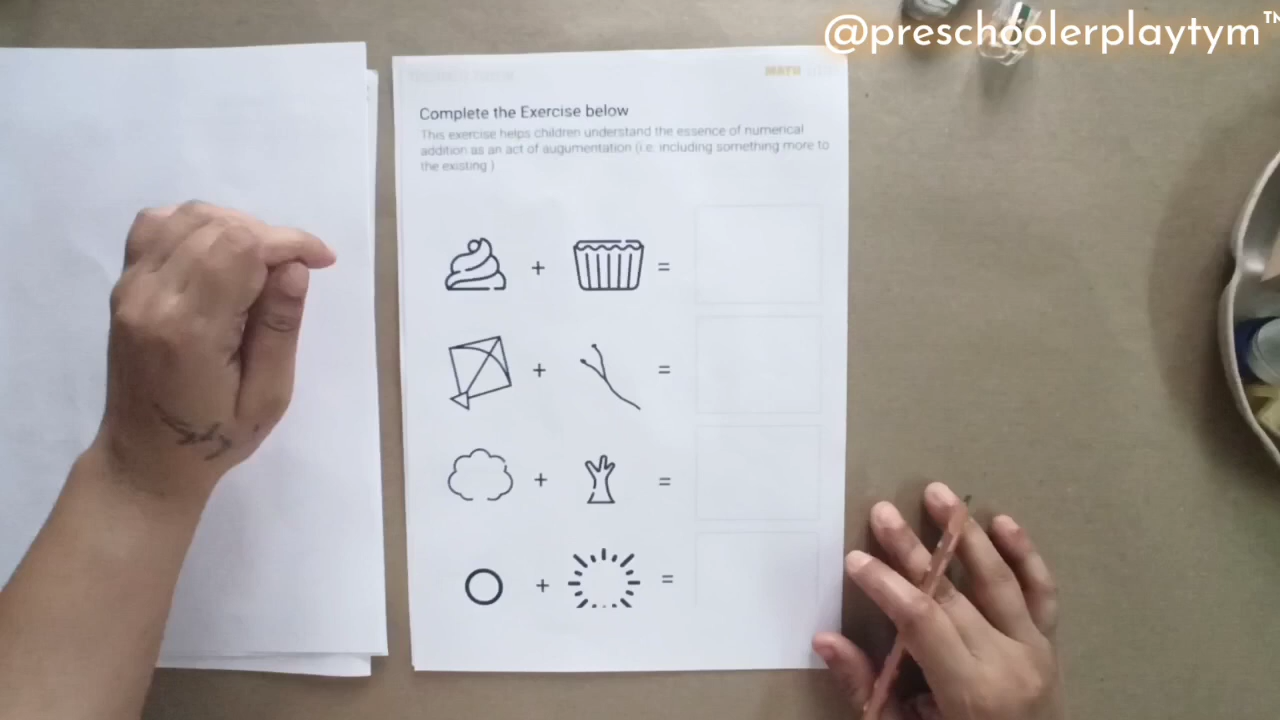 @preschoolerplaytym™
MATH
Complete the Exercise below
This exercise helps children understand the essence of numerical
addition as an act of augumentation (i.e. including something more to
the existing )
+ =
+ =
+ =
+ =